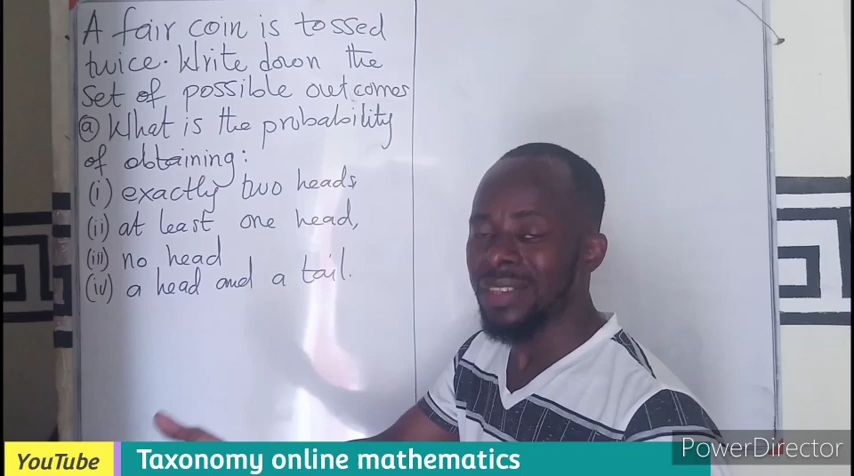 A fair coin is tossed
twice. Write down the
set of possible outcomes
(a) What is the probability
of obtaining:
(i) exactly two heads,
(ii) at least one head,
(iii) no head
(iv) a head and a tail.
PowerDirector
YouTube Taxonomy online mathematics